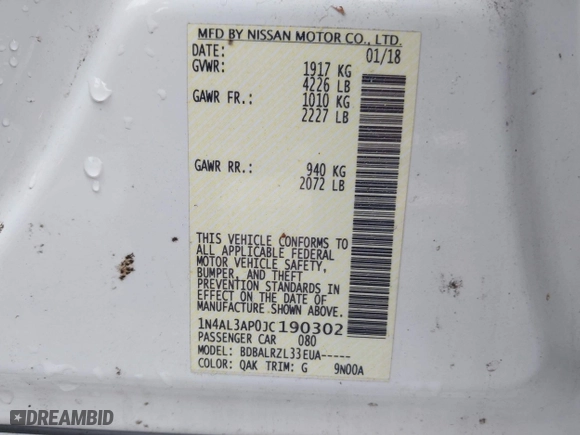 MFD BY NISSAN MOTOR CO., LTD.
DATE: 01/18
GVWR: 1917 KG
4226 LB
GAWR FR.: 1010 KG
2227 LB
GAWR RR.: 940 KG
2072 LB
THIS VEHICLE CONFORMS TO
ALL APPLICABLE FEDERAL
MOTOR VEHICLE SAFETY,
BUMPER, AND THEFT
PREVENTION STANDARDS IN
EFFECT ON THE DATE OF
MANUFACTURE SHOWN ABOVE.
1N4AL3AP0JC190302
PASSENGER CAR 080
MODEL: BDBALRZL33EUA-----
COLOR: QAK TRIM: G 9N00A
DREAMBID